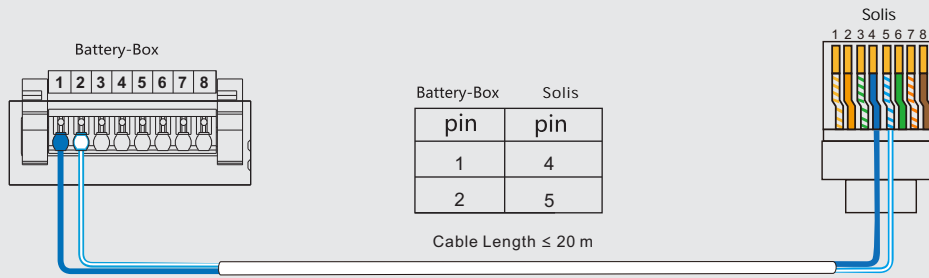 Solis
1 2 3 4 5 6 7 8
Battery-Box
1 2 3 4 5 6 7 8
Battery-Box Solis
pin pin
1 4
2 5
Cable Length ≤ 20 m